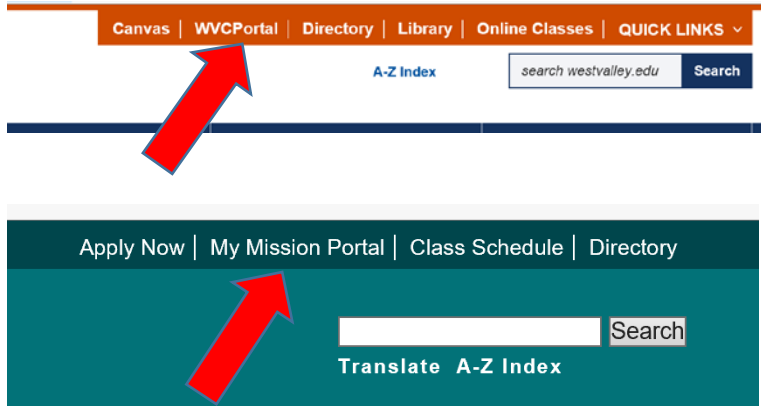 Canvas | WVCPortal | Directory | Library | Online Classes | QUICK LINKS
A-Z Index search westvalley.edu Search
Apply Now | My Mission Portal | Class Schedule | Directory
Search
Translate A-Z Index